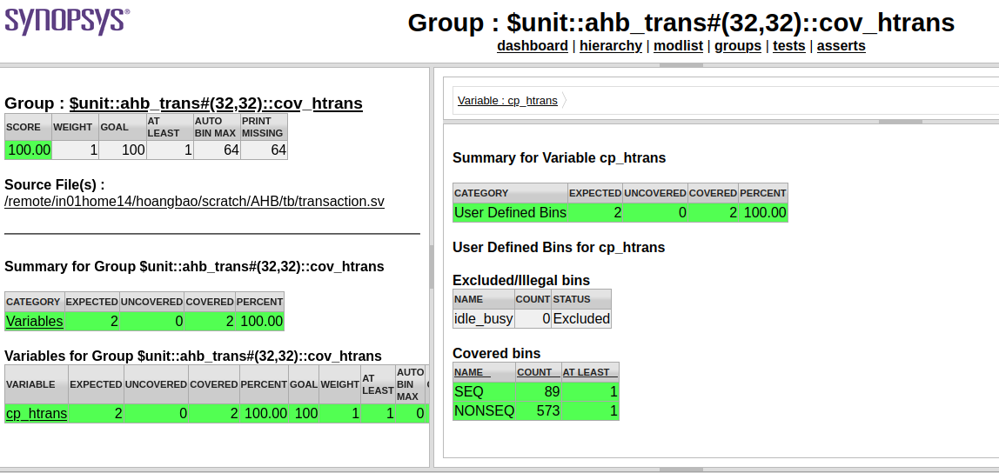 SYNOPSYS®
Group : $unit::ahb_trans#(32,32)::cov_htrans
dashboard | hierarchy | modlist | groups | tests | asserts
Group : $unit::ahb_trans#(32,32)::cov_htrans
SCORE WEIGHT GOAL AT LEAST AUTO BIN MAX PRINT MISSING
100.00 1 100 1 64 64
Source File(s) :
/remote/in01home14/hoangbao/scratch/AHB/tb/transaction.sv
Summary for Group $unit::ahb_trans#(32,32)::cov_htrans
CATEGORY EXPECTED UNCOVERED COVERED PERCENT
Variables 2 0 2 100.00
Variables for Group $unit::ahb_trans#(32,32)::cov_htrans
VARIABLE EXPECTED UNCOVERED COVERED PERCENT GOAL WEIGHT AT LEAST AUTO BIN MAX
cp_htrans 2 0 2 100.00 100 1 1 0
Variable : cp_htrans
Summary for Variable cp_htrans
CATEGORY EXPECTED UNCOVERED COVERED PERCENT
User Defined Bins 2 0 2 100.00
User Defined Bins for cp_htrans
Excluded/Illegal bins
NAME COUNT STATUS
idle_busy 0 Excluded
Covered bins
NAME COUNT AT LEAST
SEQ 89 1
NONSEQ 573 1